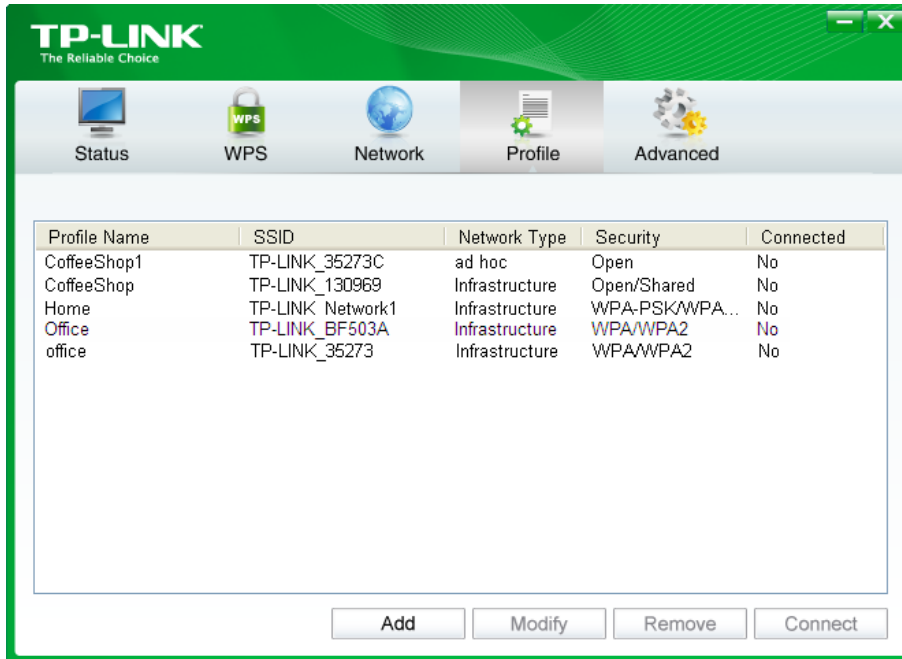 TP-LINK
The Reliable Choice
WPS
Status WPS Network Profile Advanced
Profile Name SSID Network Type Security Connected
CoffeeShop1 TP-LINK_35273C ad hoc Open No
CoffeeShop TP-LINK_130969 Infrastructure Open/Shared No
Home TP-LINK_Network1 Infrastructure WPA-PSK/WPA... No
Office TP-LINK_BF503A Infrastructure WPA/WPA2 No
office TP-LINK_35273 Infrastructure WPA/WPA2 No
Add Modify Remove Connect